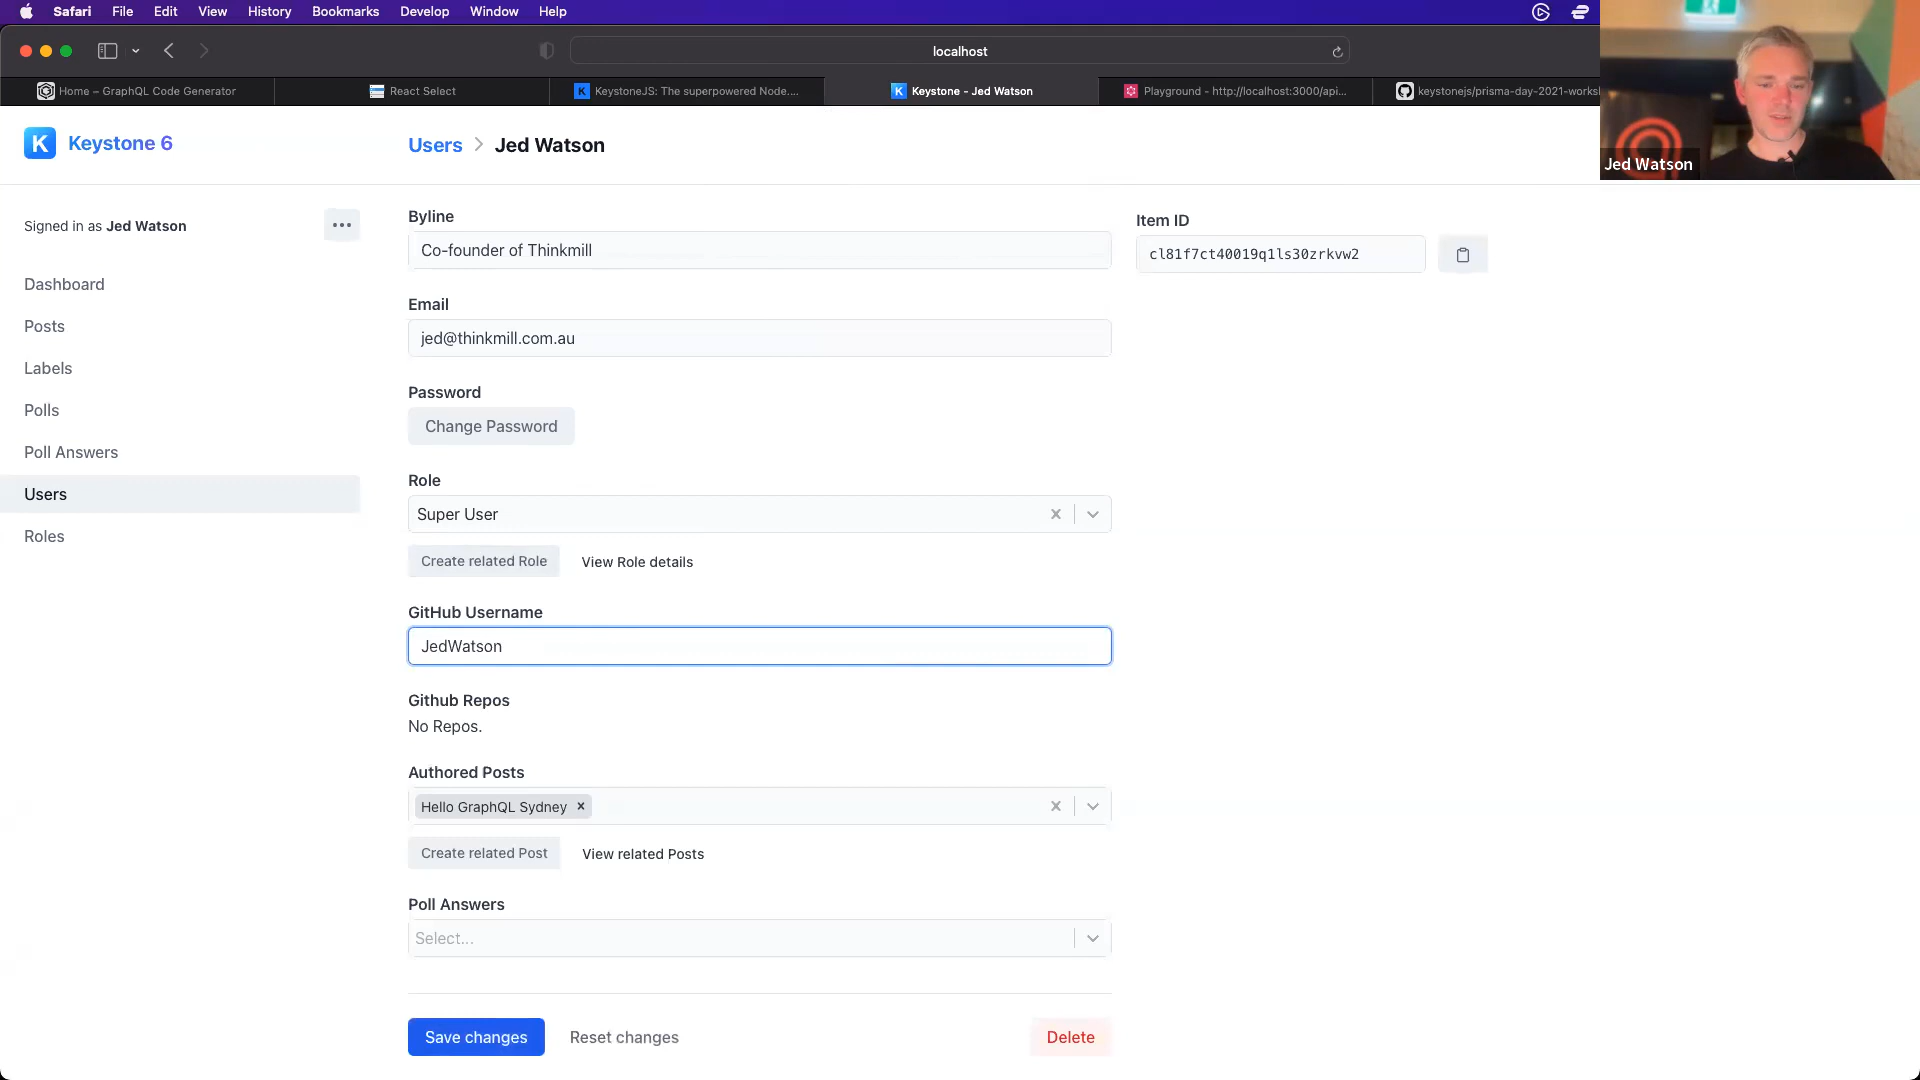 Safari File Edit View History Bookmarks Develop Window Help
localhost
Home – GraphQL Code Generator
React Select
KeystoneJS: The superpowered Node....
Keystone - Jed Watson
Playground - http://localhost:3000/api...
keystonejs/prisma-day-2021-worksh
Jed Watson
Keystone 6
Users > Jed Watson
Signed in as Jed Watson
Dashboard
Posts
Labels
Polls
Poll Answers
Users
Roles
Byline
Co-founder of Thinkmill
Email
jed@thinkmill.com.au
Password
Change Password
Role
Super User
Create related Role
View Role details
GitHub Username
JedWatson
Github Repos
No Repos.
Authored Posts
Hello GraphQL Sydney
Create related Post
View related Posts
Poll Answers
Select...
Save changes
Reset changes
Delete
Item ID
cl81f7ct40019q1ls30zrkvw2